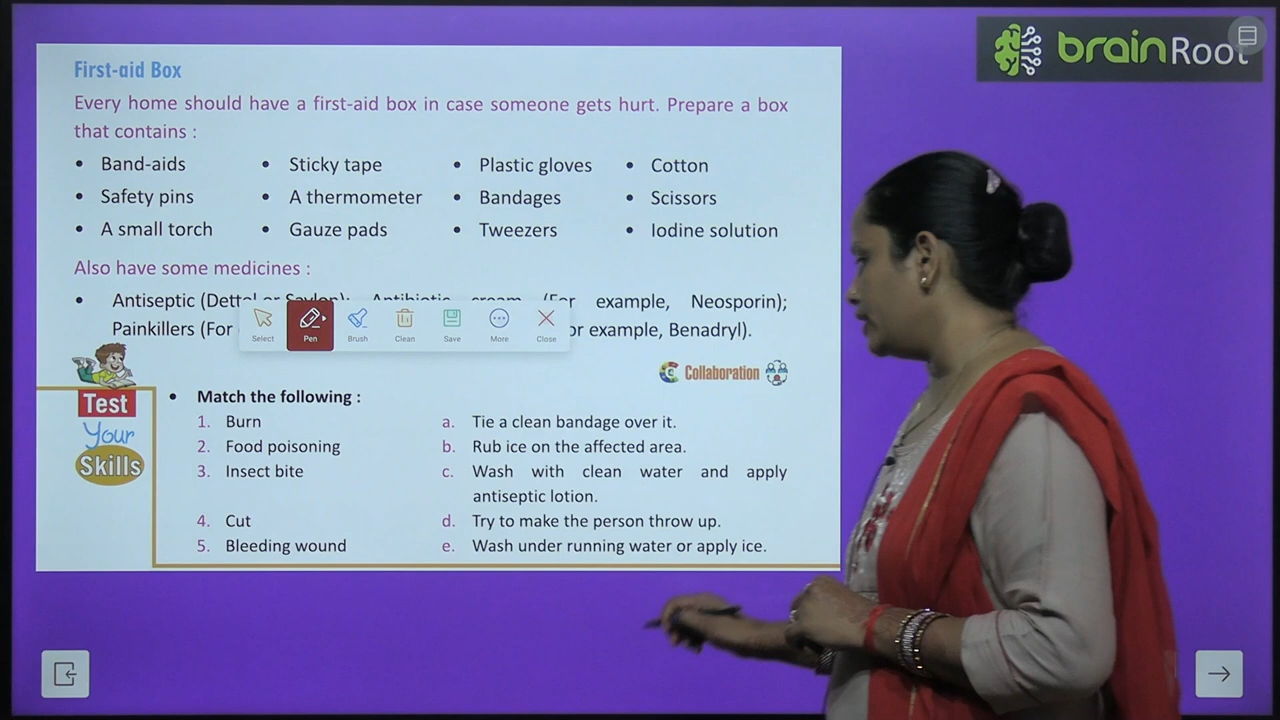 brainRoot
First-aid Box
Every home should have a first-aid box in case someone gets hurt. Prepare a box
that contains :
• Band-aids • Sticky tape • Plastic gloves • Cotton
• Safety pins • A thermometer • Bandages • Scissors
• A small torch • Gauze pads • Tweezers • Iodine solution
Also have some medicines :
• Antiseptic (Dettol or Savlon); Antibiotic cream (For example, Neosporin);
Painkillers (For or example, Benadryl).
Select Pen Brush Clean Save More Close
Collaboration
Test
Your
Skills
• Match the following :
1. Burn a. Tie a clean bandage over it.
2. Food poisoning b. Rub ice on the affected area.
3. Insect bite c. Wash with clean water and apply
antiseptic lotion.
4. Cut d. Try to make the person throw up.
5. Bleeding wound e. Wash under running water or apply ice.